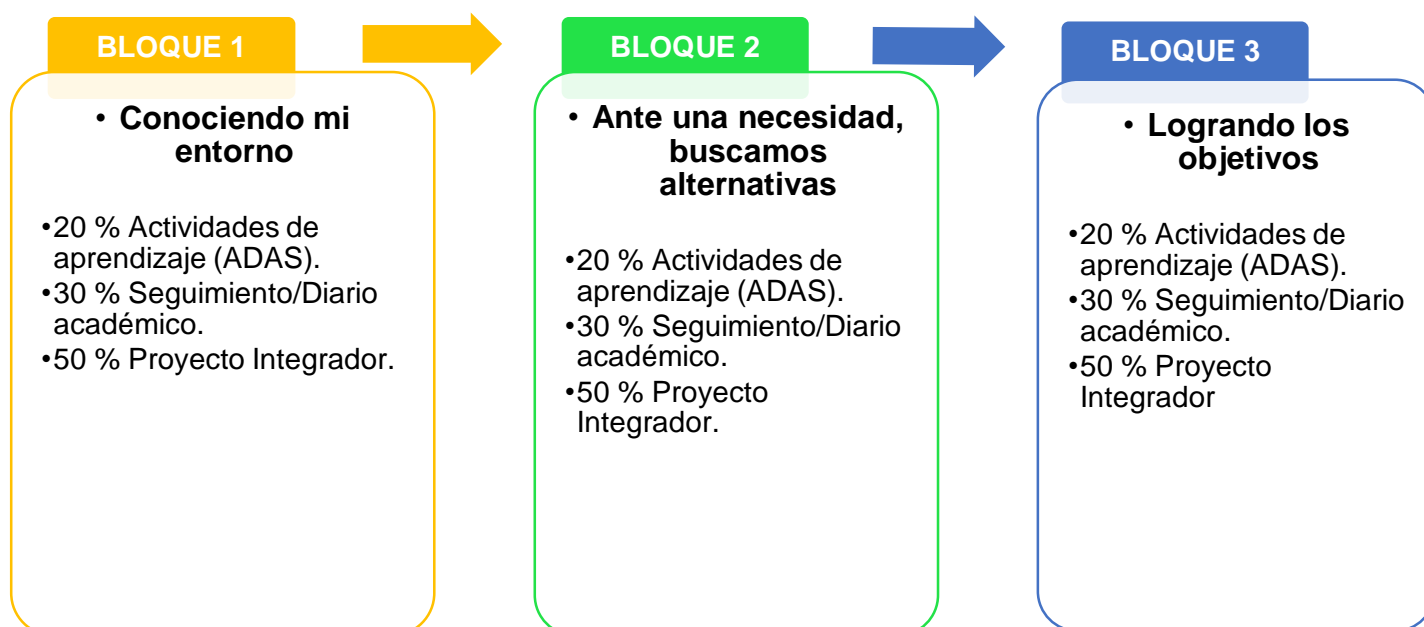 BLOQUE 1
• Conociendo mi
entorno
•20 % Actividades de
aprendizaje (ADAS).
•30 % Seguimiento/Diario
académico.
•50 % Proyecto Integrador.
BLOQUE 2
• Ante una necesidad,
buscamos
alternativas
•20 % Actividades de
aprendizaje (ADAS).
•30 % Seguimiento/Diario
académico.
•50 % Proyecto
Integrador.
BLOQUE 3
• Logrando los
objetivos
•20 % Actividades de
aprendizaje (ADAS).
•30 % Seguimiento/Diario
académico.
•50 % Proyecto
Integrador